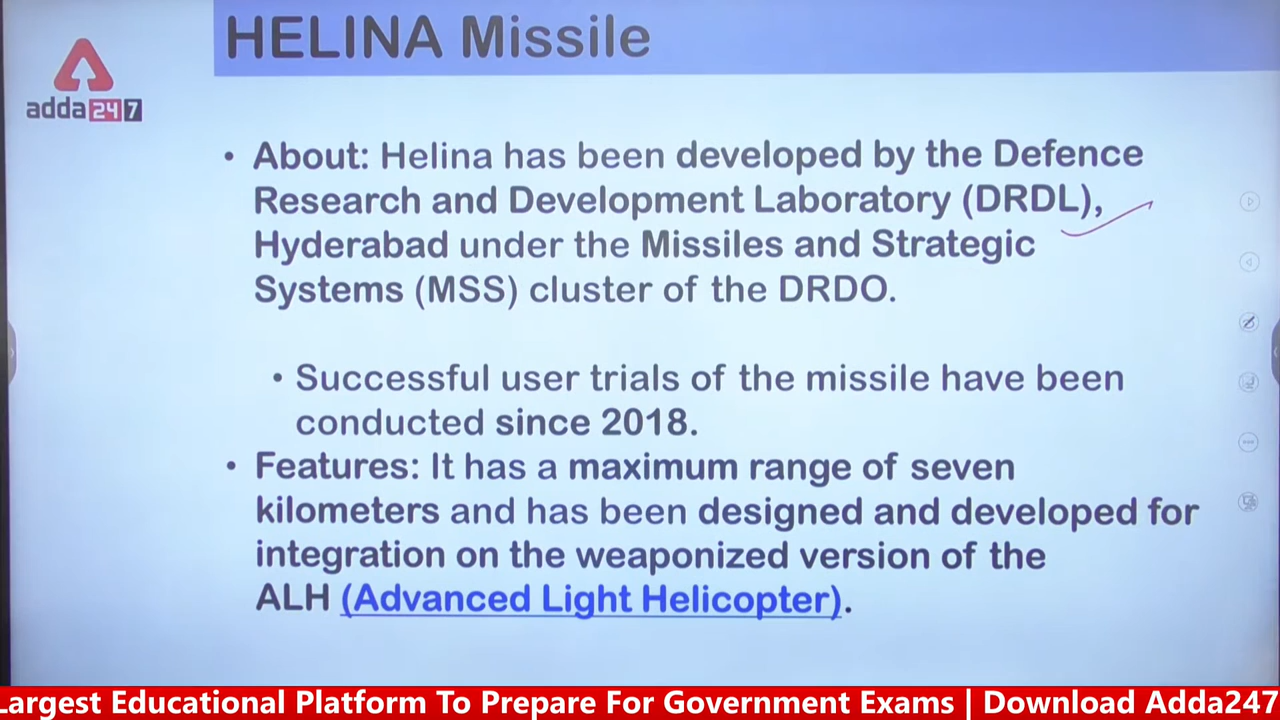 HELINA Missile
adda247
• About: Helina has been developed by the Defence
Research and Development Laboratory (DRDL),
Hyderabad under the Missiles and Strategic
Systems (MSS) cluster of the DRDO.
• Successful user trials of the missile have been
conducted since 2018.
• Features: It has a maximum range of seven
kilometers and has been designed and developed for
integration on the weaponized version of the
ALH (Advanced Light Helicopter).
Largest Educational Platform To Prepare For Government Exams | Download Adda247